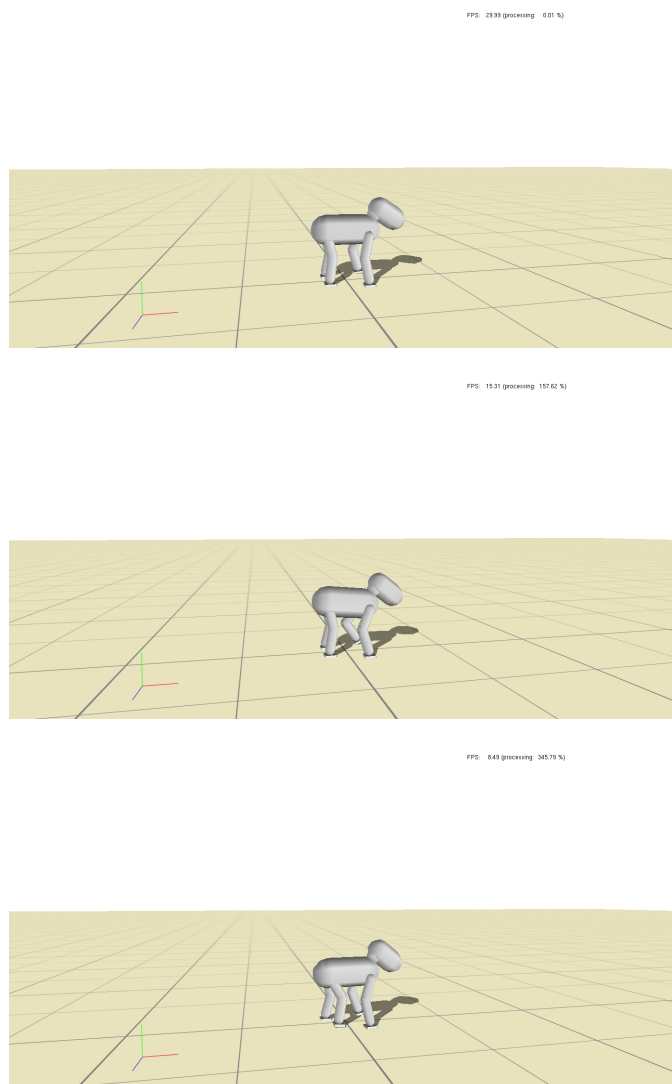 FPS: 29.99 (processing: 0.01 %)
FPS: 15.31 (processing: 157.62 %)
FPS: 8.49 (processing: 345.79 %)